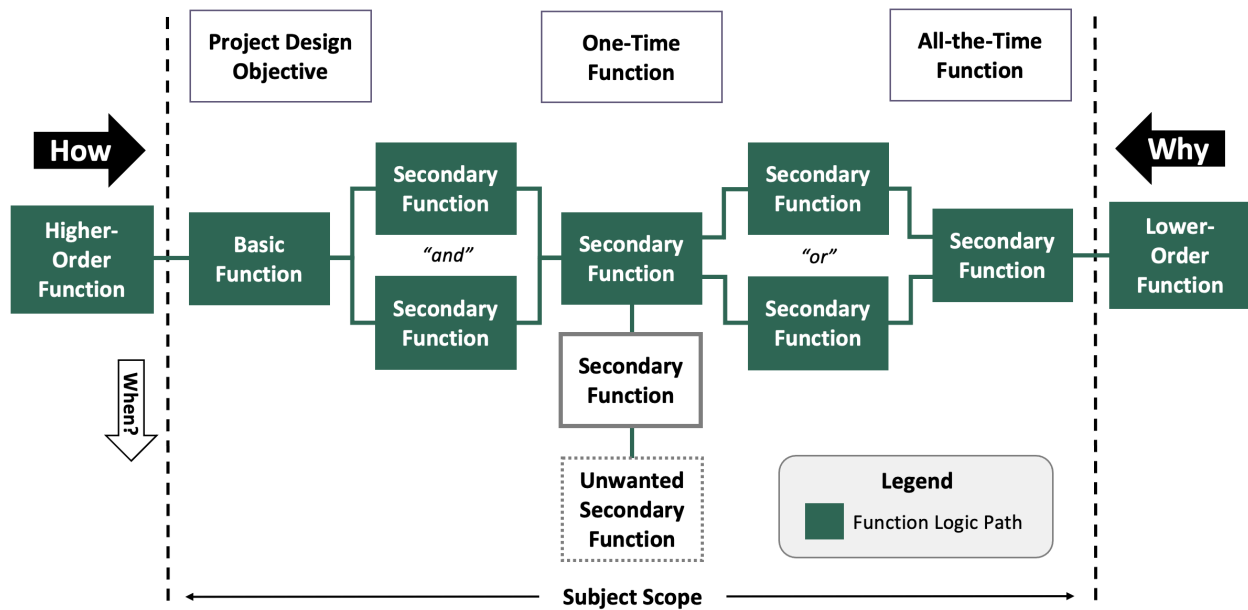 Project Design
Objective
One-Time
Function
All-the-Time
Function
How
Why
Higher-
Order
Function
Basic
Function
Secondary
Function
“and”
Secondary
Function
Secondary
Function
Secondary
Function
“or”
Secondary
Function
Secondary
Function
Lower-
Order
Function
When?
Secondary
Function
Unwanted
Secondary
Function
Legend
Function Logic Path
Subject Scope